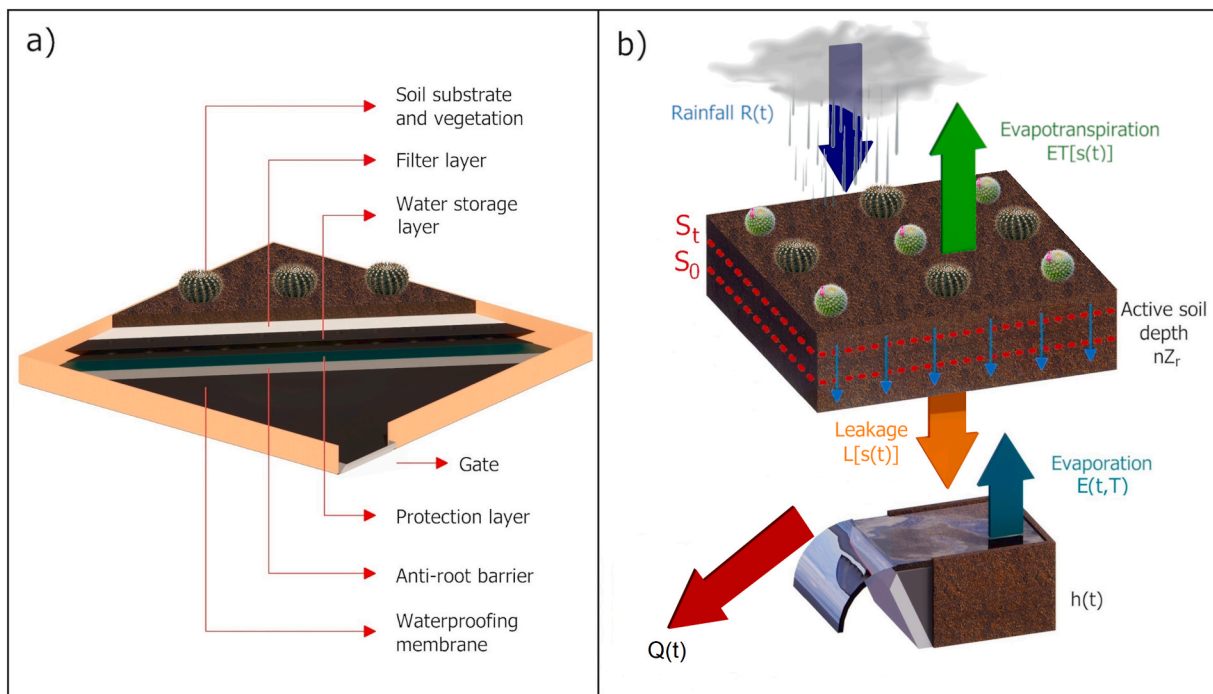 a)
Soil substrate
and vegetation
Filter layer
Water storage
layer
Gate
Protection layer
Anti-root barrier
Waterproofing
membrane
b)
Rainfall R(t)
Evapotranspiration
ET[s(t)]
St
S0
Active soil
depth
nZr
Leakage
L[s(t)]
Evaporation
E(t,T)
h(t)
Q(t)